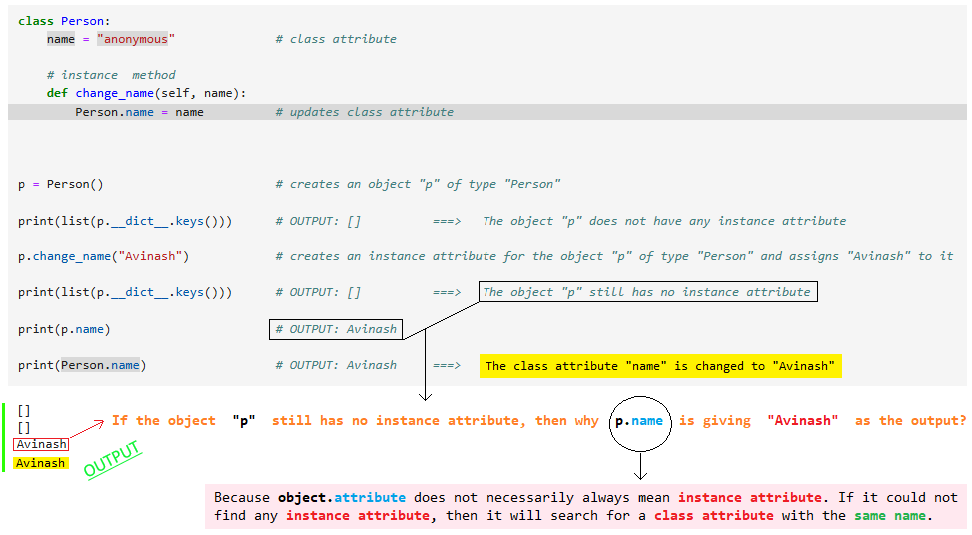 class Person:
name = "anonymous" # class attribute
# instance method
def change_name(self, name):
Person.name = name # updates class attribute
p = Person() # creates an object "p" of type "Person"
print(list(p.__dict__.keys())) # OUTPUT: [] ===> The object "p" does not have any instance attribute
p.change_name("Avinash") # creates an instance attribute for the object "p" of type "Person" and assigns "Avinash" to it
print(list(p.__dict__.keys())) # OUTPUT: [] ===> The object "p" still has no instance attribute
print(p.name) # OUTPUT: Avinash
print(Person.name) # OUTPUT: Avinash ===> The class attribute "name" is changed to "Avinash"
[]
[]
Avinash
Avinash
OUTPUT
If the object "p" still has no instance attribute, then why p.name is giving "Avinash" as the output?
Because object.attribute does not necessarily always mean instance attribute. If it could not
find any instance attribute, then it will search for a class attribute with the same name.